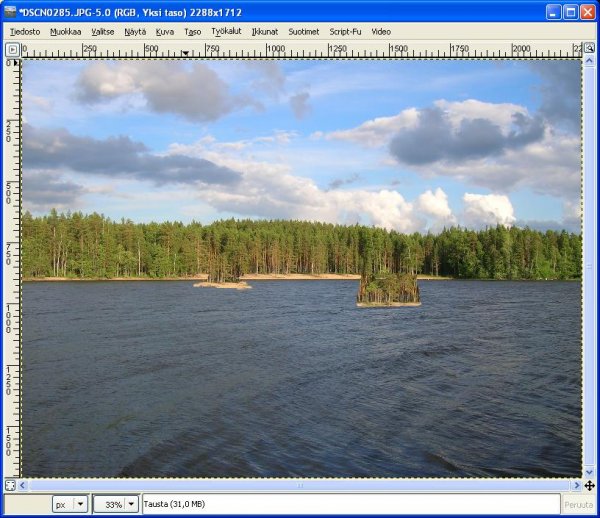 *DSCN0285.JPG-5.0 (RGB, Yksi taso) 2288x1712
Tiedosto Muokkaa Valitse Näytä Kuva Taso Työkalut Ikkunat Suotimet Script-Fu Video
0 250 500 750 1000 1250 1500 1750 2000
0
250
500
750
1000
1250
1500
px 33% Tausta (31,0 MB) Peruuta